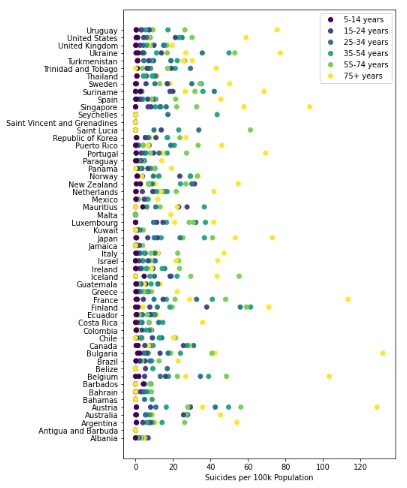 5-14 years
15-24 years
25-34 years
35-54 years
55-74 years
75+ years
Uruguay
United States
United Kingdom
Ukraine
Turkmenistan
Trinidad and Tobago
Thailand
Sweden
Suriname
Spain
Singapore
Seychelles
Saint Vincent and Grenadines
Saint Lucia
Republic of Korea
Puerto Rico
Portugal
Paraguay
Panama
Norway
New Zealand
Netherlands
Mexico
Mauritius
Malta
Luxembourg
Kuwait
Japan
Jamaica
Italy
Israel
Ireland
Iceland
Guatemala
Greece
France
Finland
Ecuador
Costa Rica
Colombia
Chile
Canada
Bulgaria
Brazil
Belize
Belgium
Barbados
Bahrain
Bahamas
Austria
Australia
Argentina
Antigua and Barbuda
Albania
0 20 40 60 80 100 120
Suicides per 100k Population